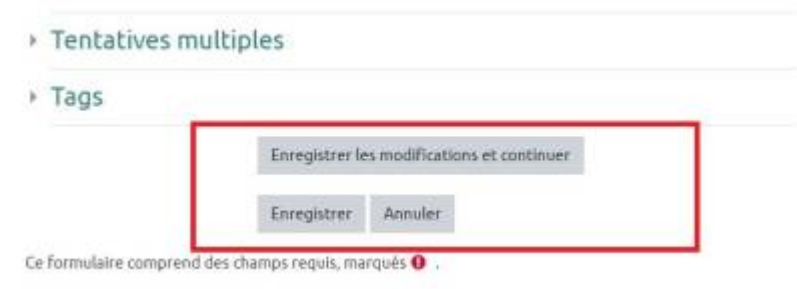 Tentatives multiples
Tags
Enregistrer les modifications et continuer
Enregistrer Annuler
Ce formulaire comprend des champs requis, marqués .